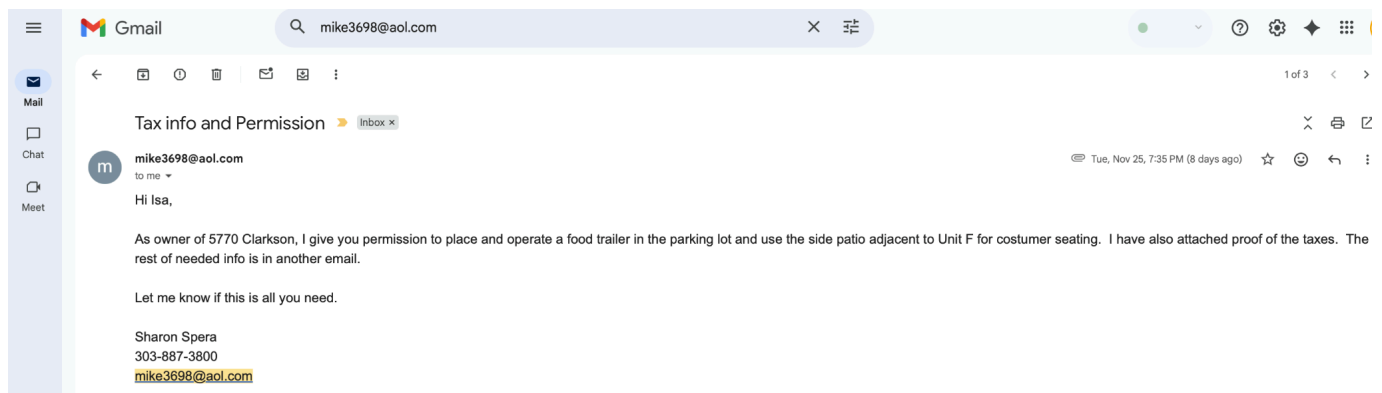 Gmail
mike3698@aol.com
1 of 3
Mail
Tax info and Permission
Inbox ×
Chat
m
mike3698@aol.com
Tue, Nov 25, 7:35 PM (8 days ago)
to me
Meet
Hi Isa,
As owner of 5770 Clarkson, I give you permission to place and operate a food trailer in the parking lot and use the side patio adjacent to Unit F for costumer seating. I have also attached proof of the taxes. The
rest of needed info is in another email.
Let me know if this is all you need.
Sharon Spera
303-887-3800
mike3698@aol.com